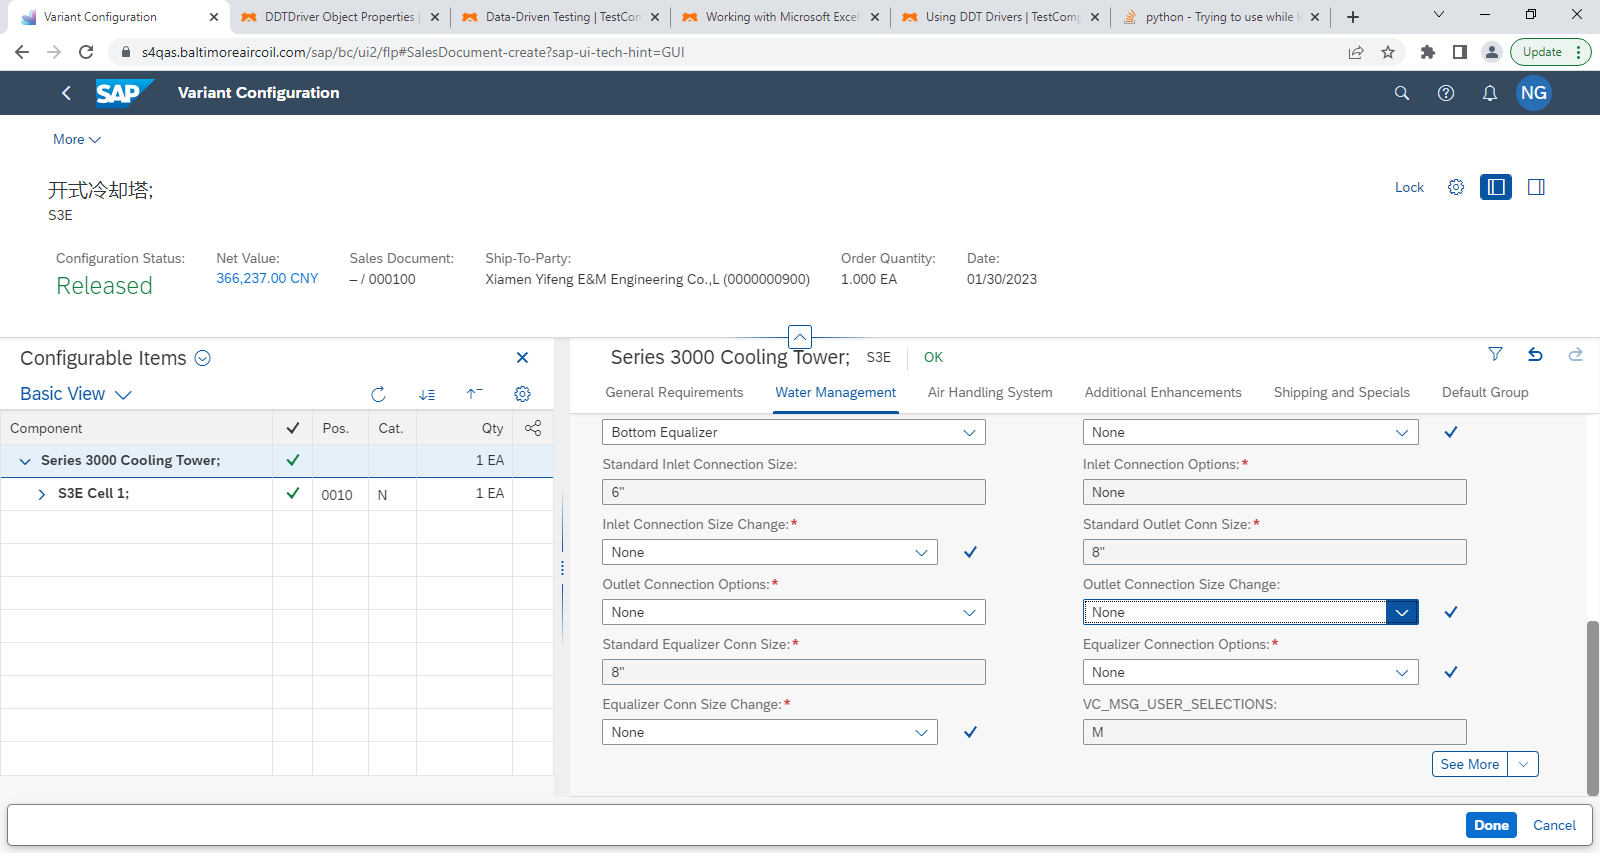 Variant Configuration
DDTDriver Object Properties
Data-Driven Testing | TestCom
Working with Microsoft Excel
Using DDT Drivers | TestComp
python - Trying to use while l
s4qas.baltimoreaircoil.com/sap/bc/ui2/flp#SalesDocument-create?sap-ui-tech-hint=GUI
Update
SAP
Variant Configuration
NG
More
开式冷却塔;
S3E
Lock
Configuration Status:
Net Value:
Sales Document:
Ship-To-Party:
Order Quantity:
Date:
Released
366,237.00 CNY
– / 000100
Xiamen Yifeng E&M Engineering Co.,L (0000000900)
1.000 EA
01/30/2023
Configurable Items
Basic View
Component
Pos.
Cat.
Qty
Series 3000 Cooling Tower;
1 EA
S3E Cell 1;
0010
N
1 EA
Series 3000 Cooling Tower;
S3E
OK
General Requirements
Water Management
Air Handling System
Additional Enhancements
Shipping and Specials
Default Group
Bottom Equalizer
None
Standard Inlet Connection Size:
Inlet Connection Options:*
6"
None
Inlet Connection Size Change:*
Standard Outlet Conn Size:*
None
8"
Outlet Connection Options:*
Outlet Connection Size Change:
None
None
Standard Equalizer Conn Size:*
Equalizer Connection Options:*
8"
None
Equalizer Conn Size Change:*
VC_MSG_USER_SELECTIONS:
None
M
See More
Done
Cancel